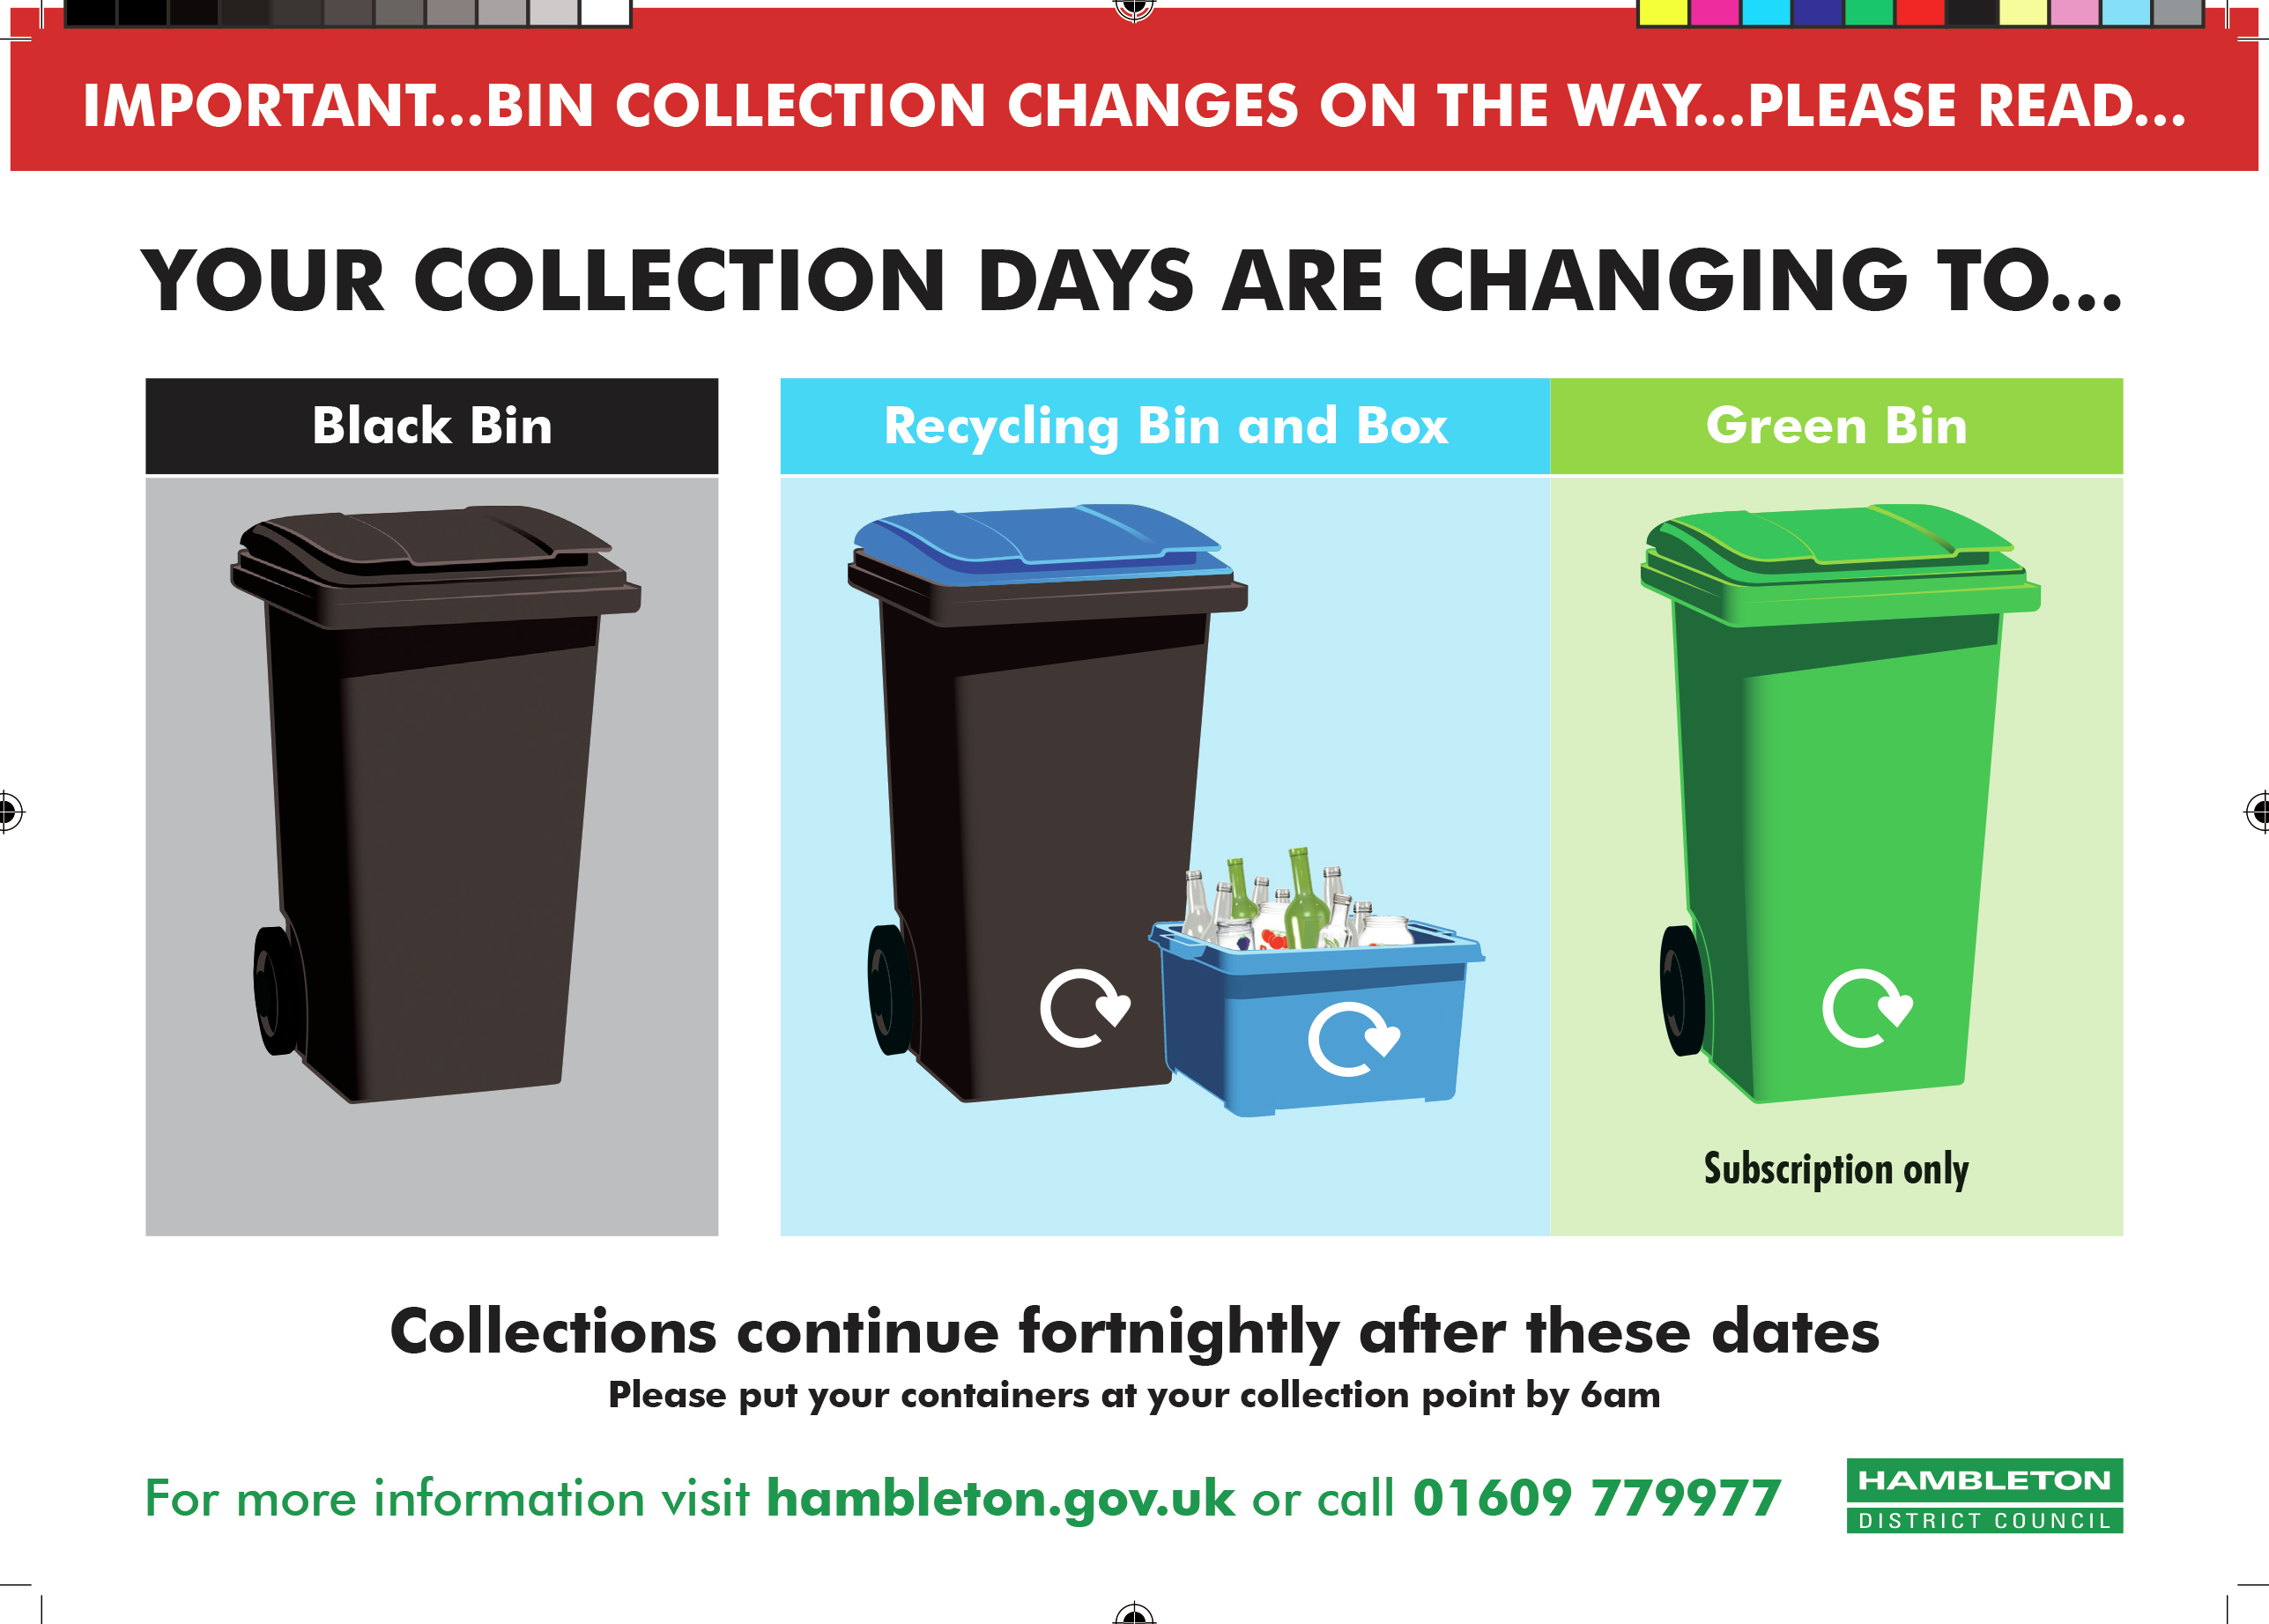 IMPORTANT...BIN COLLECTION CHANGES ON THE WAY...PLEASE READ...
YOUR COLLECTION DAYS ARE CHANGING TO...
Black Bin
Recycling Bin and Box
Green Bin
Subscription only
Collections continue fortnightly after these dates
Please put your containers at your collection point by 6am
For more information visit hambleton.gov.uk or call 01609 779977
HAMBLETON
DISTRICT COUNCIL